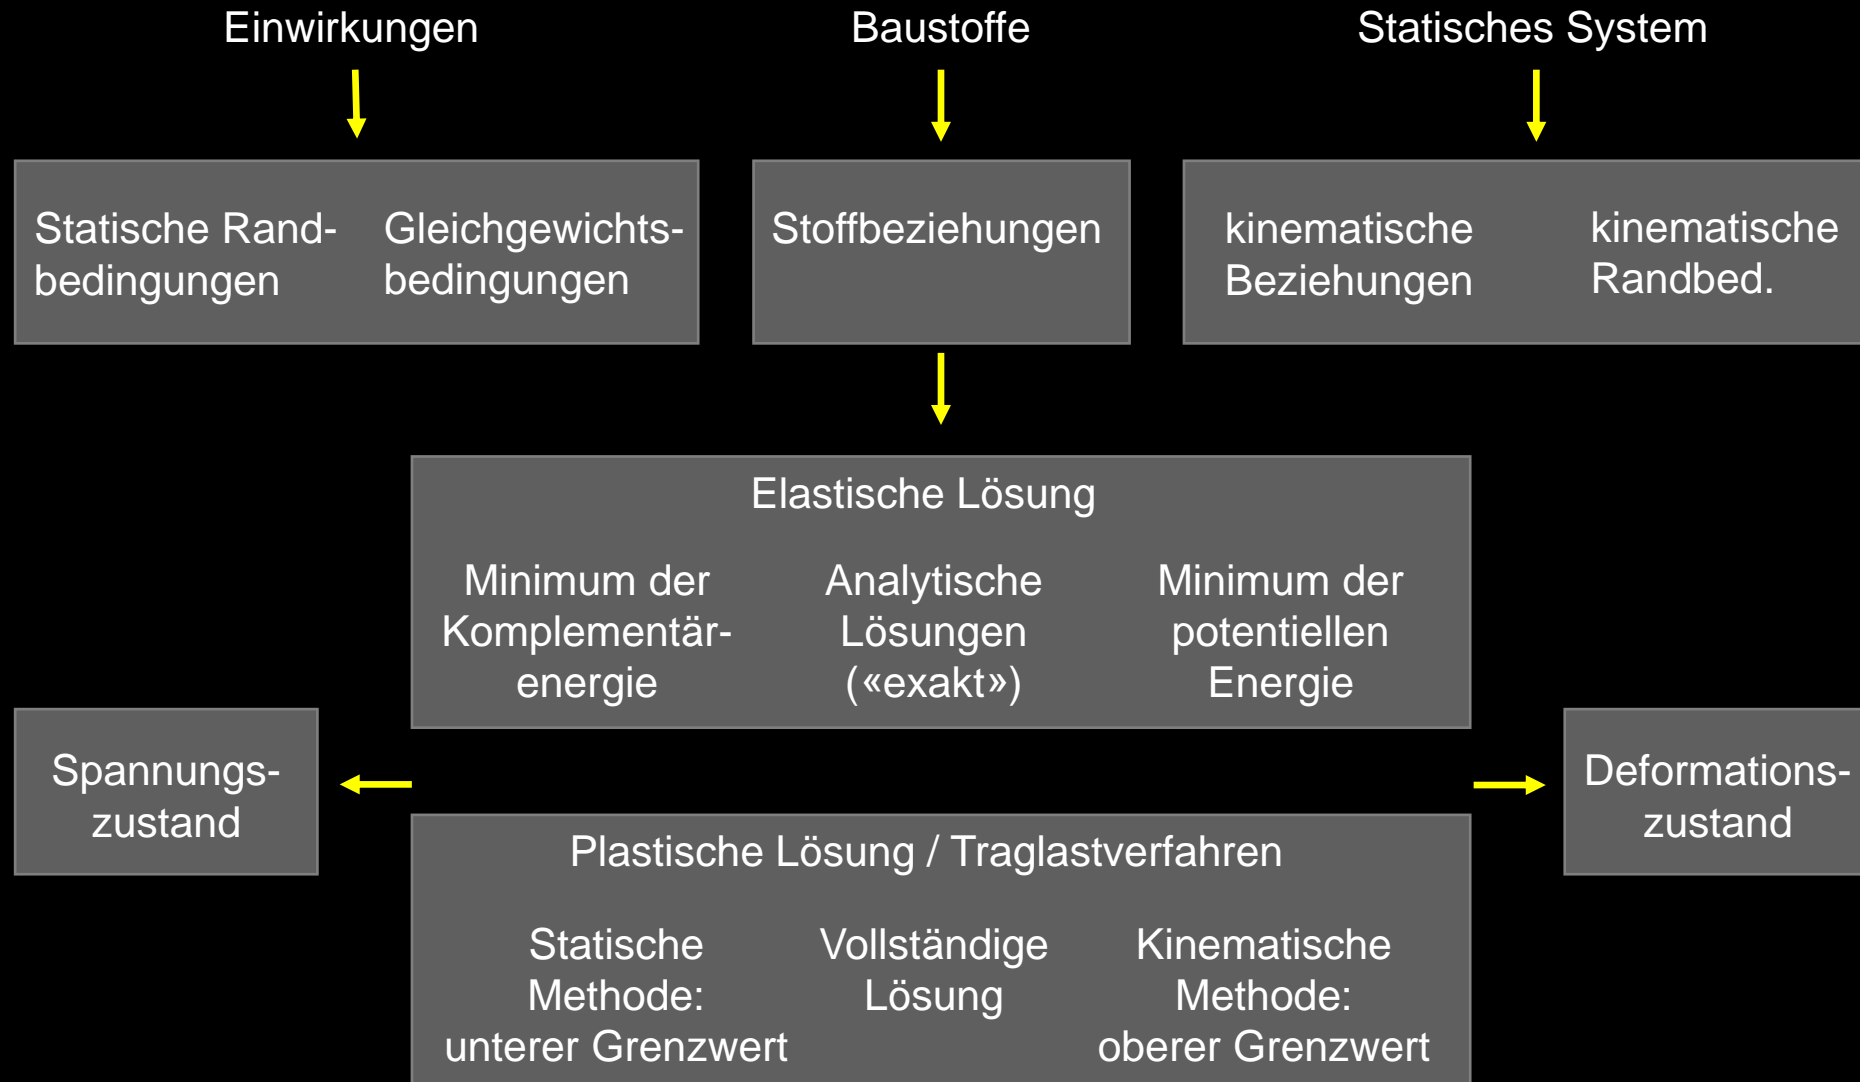 Einwirkungen
Baustoffe
Statisches System
Statische Rand-
bedingungen
Gleichgewichts-
bedingungen
Stoffbeziehungen
kinematische
Beziehungen
kinematische
Randbed.
Elastische Lösung
Minimum der
Komplementär-
energie
Analytische
Lösungen
(«exakt»)
Minimum der
potentiellen
Energie
Spannungs-
zustand
Deformations-
zustand
Plastische Lösung / Traglastverfahren
Statische
Methode:
unterer Grenzwert
Vollständige
Lösung
Kinematische
Methode:
oberer Grenzwert